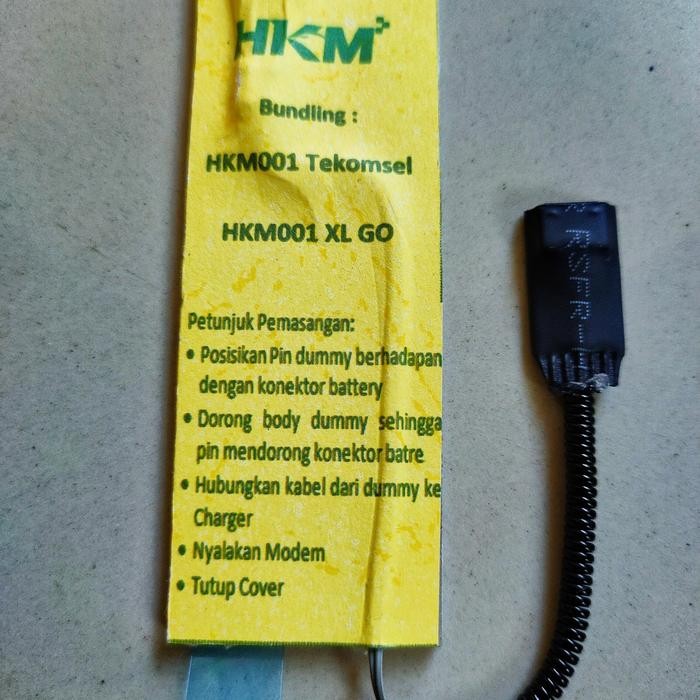 HKM+
Bundling :
HKM001 Tekomsel
HKM001 XL GO
Petunjuk Pemasangan:
• Posisikan Pin dummy berhadapan
dengan konektor battery
• Dorong body dummy sehingga
pin mendorong konektor batre
• Hubungkan kabel dari dummy ke
Charger
• Nyalakan Modem
• Tutup Cover
RSFR-